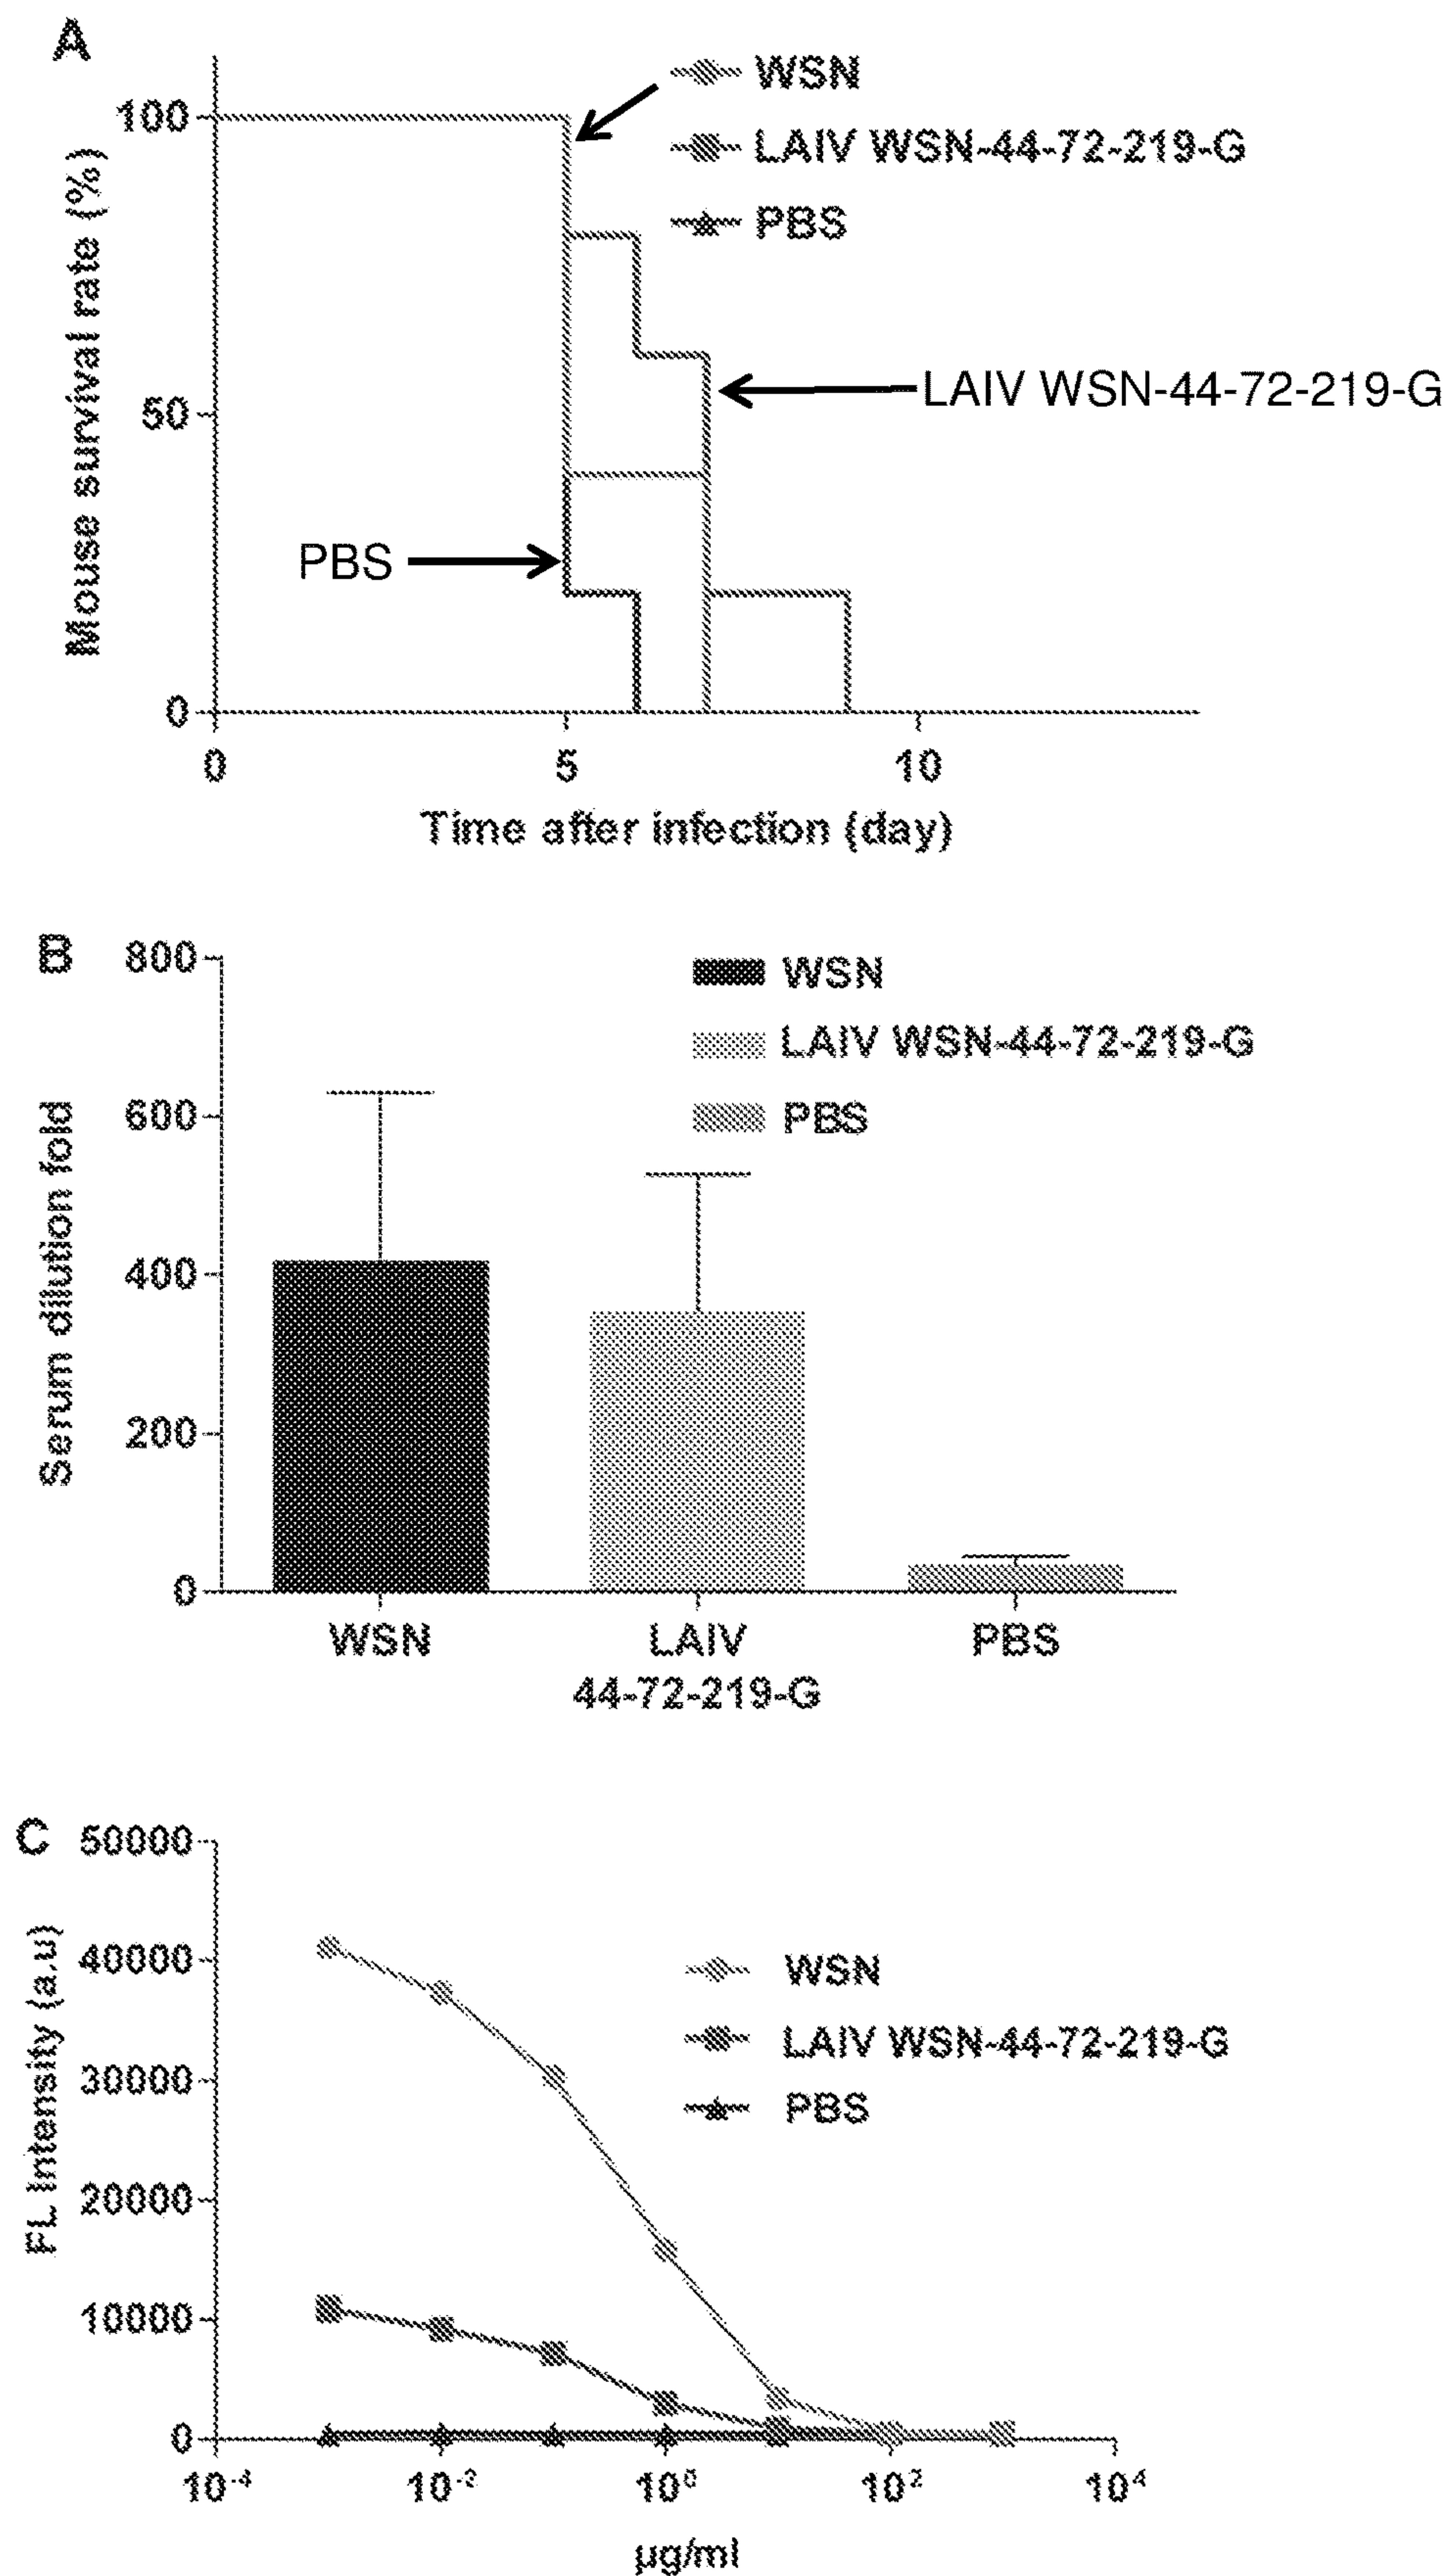 A
WSN
LAIV WSN-44-72-219-G
PBS
Mouse survival rate (%)
100
50
0
LAIV WSN-44-72-219-G
PBS
0 5 10
Time after infection (day)
B
WSN
LAIV WSN-44-72-219-G
PBS
Serum dilution fold
800
600
400
200
0
WSN LAIV PBS
44-72-219-G
C
WSN
LAIV WSN-44-72-219-G
PBS
FL Intensity (a.u)
50000
40000
30000
20000
10000
0
10⁻⁴ 10⁻² 10⁰ 10² 10⁴
µg/ml